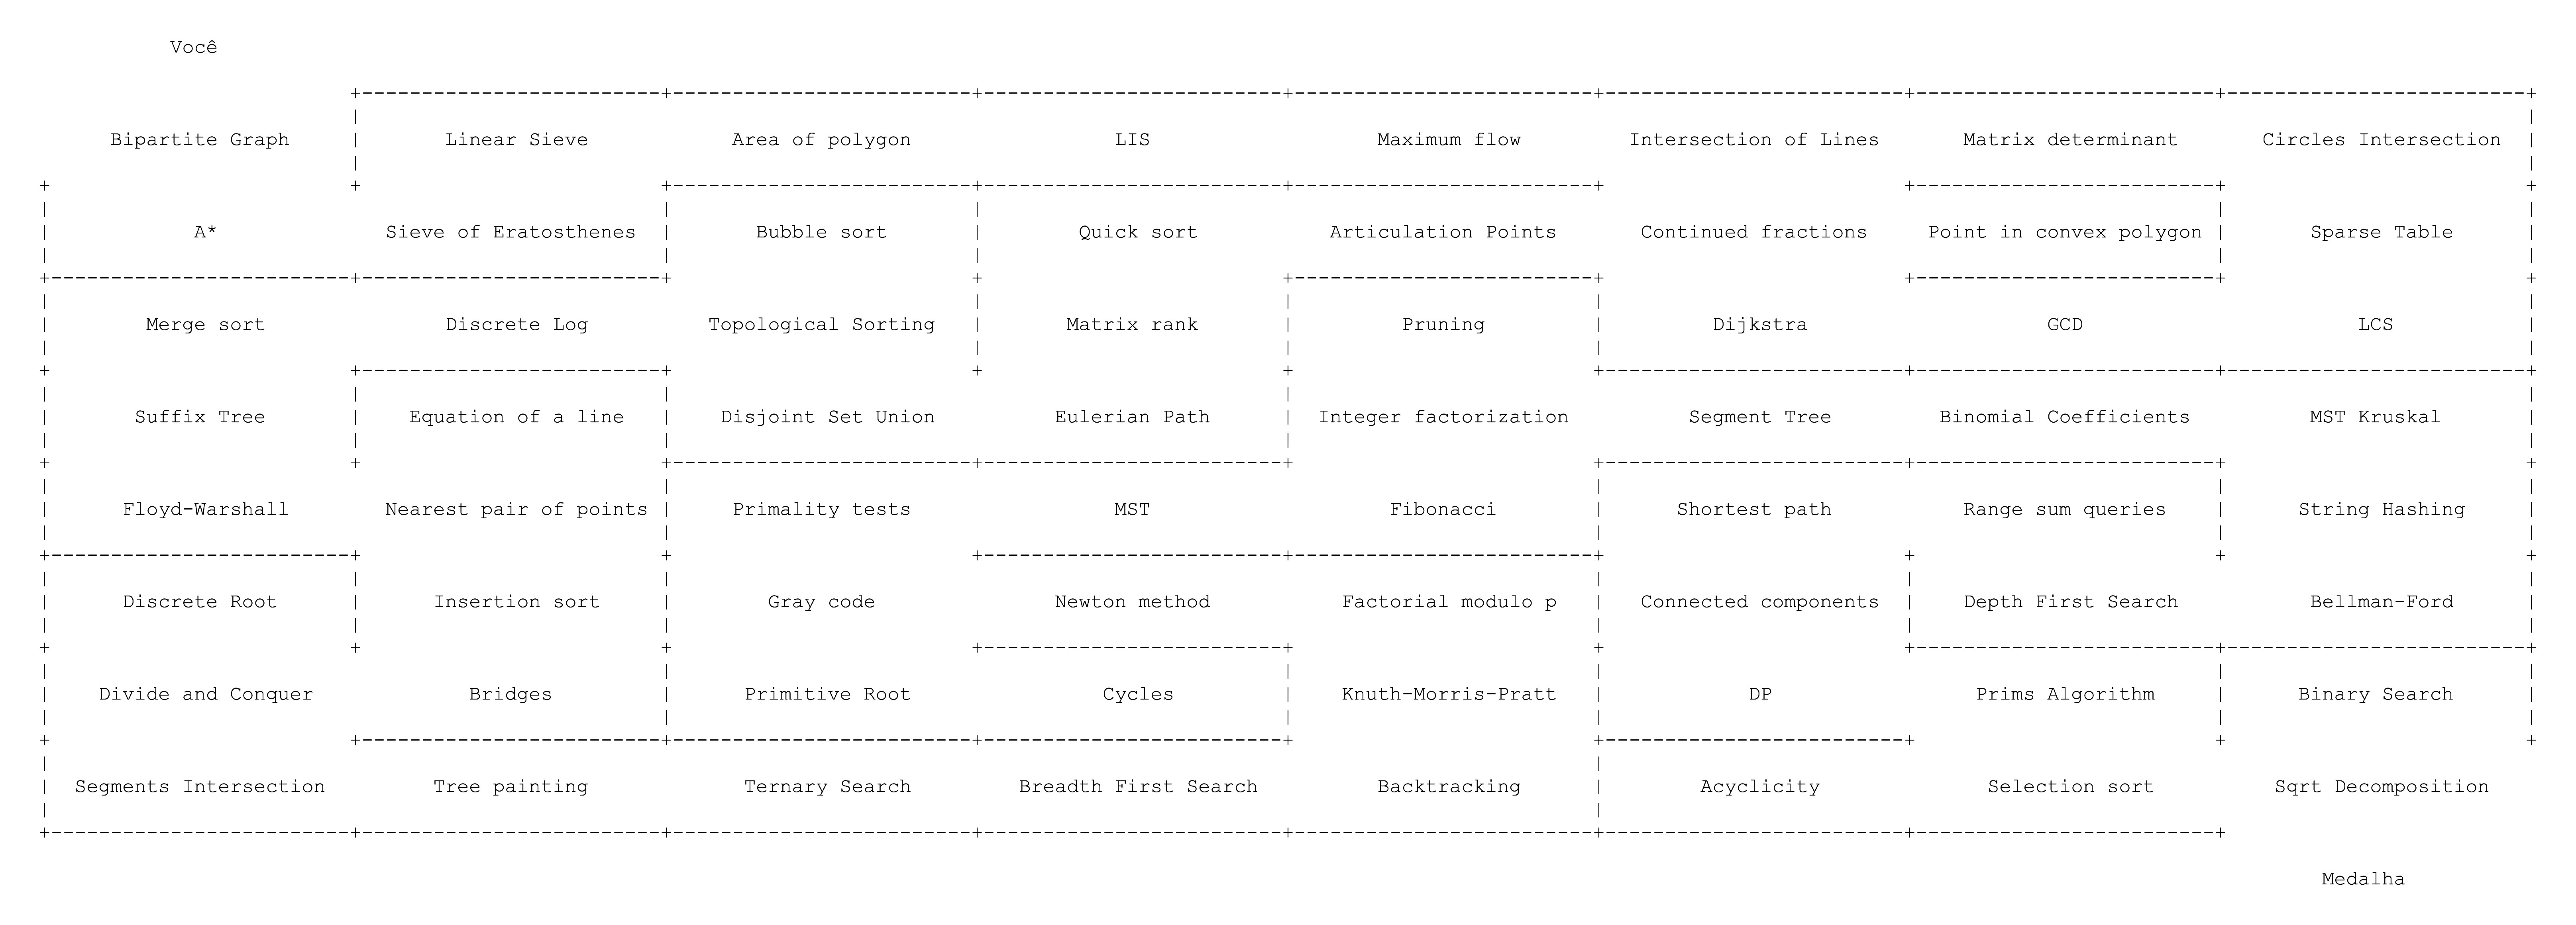 Você
Bipartite Graph Linear Sieve Area of polygon LIS Maximum flow Intersection of Lines Matrix determinant Circles Intersection
A* Sieve of Eratosthenes Bubble sort Quick sort Articulation Points Continued fractions Point in convex polygon Sparse Table
Merge sort Discrete Log Topological Sorting Matrix rank Pruning Dijkstra GCD LCS
Suffix Tree Equation of a line Disjoint Set Union Eulerian Path Integer factorization Segment Tree Binomial Coefficients MST Kruskal
Floyd-Warshall Nearest pair of points Primality tests MST Fibonacci Shortest path Range sum queries String Hashing
Discrete Root Insertion sort Gray code Newton method Factorial modulo p Connected components Depth First Search Bellman-Ford
Divide and Conquer Bridges Primitive Root Cycles Knuth-Morris-Pratt DP Prims Algorithm Binary Search
Segments Intersection Tree painting Ternary Search Breadth First Search Backtracking Acyclicity Selection sort Sqrt Decomposition
Medalha